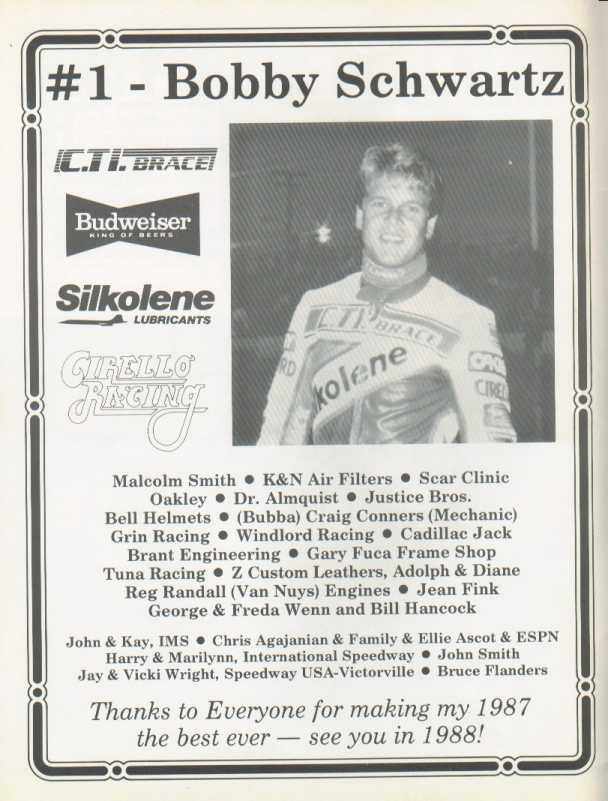 #1 - Bobby Schwartz
C.T.I. BRACE
Budweiser
KING OF BEERS
Silkolene
LUBRICANTS
CIRELLO
RACING
C.T.I. BRACE
Silkolene
CIRELLO
Malcolm Smith ● K&N Air Filters ● Scar Clinic
Oakley ● Dr. Almquist ● Justice Bros.
Bell Helmets ● (Bubba) Craig Conners (Mechanic)
Grin Racing ● Windlord Racing ● Cadillac Jack
Brant Engineering ● Gary Fuca Frame Shop
Tuna Racing ● Z Custom Leathers, Adolph & Diane
Reg Randall (Van Nuys) Engines ● Jean Fink
George & Freda Wenn and Bill Hancock
John & Kay, IMS ● Chris Agajanian & Family & Ellie Ascot & ESPN
Harry & Marilynn, International Speedway ● John Smith
Jay & Vicki Wright, Speedway USA-Victorville ● Bruce Flanders
Thanks to Everyone for making my 1987
the best ever — see you in 1988!